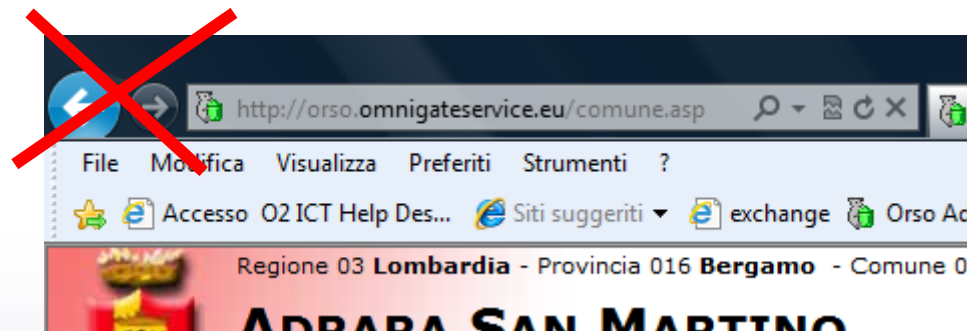 http://orso.omnigateservice.eu/comune.asp
File Modifica Visualizza Preferiti Strumenti ?
Accesso O2 ICT Help Des... Siti suggeriti exchange Orso Ad
Regione 03 Lombardia - Provincia 016 Bergamo - Comune 0
ADRARA SAN MARTINO